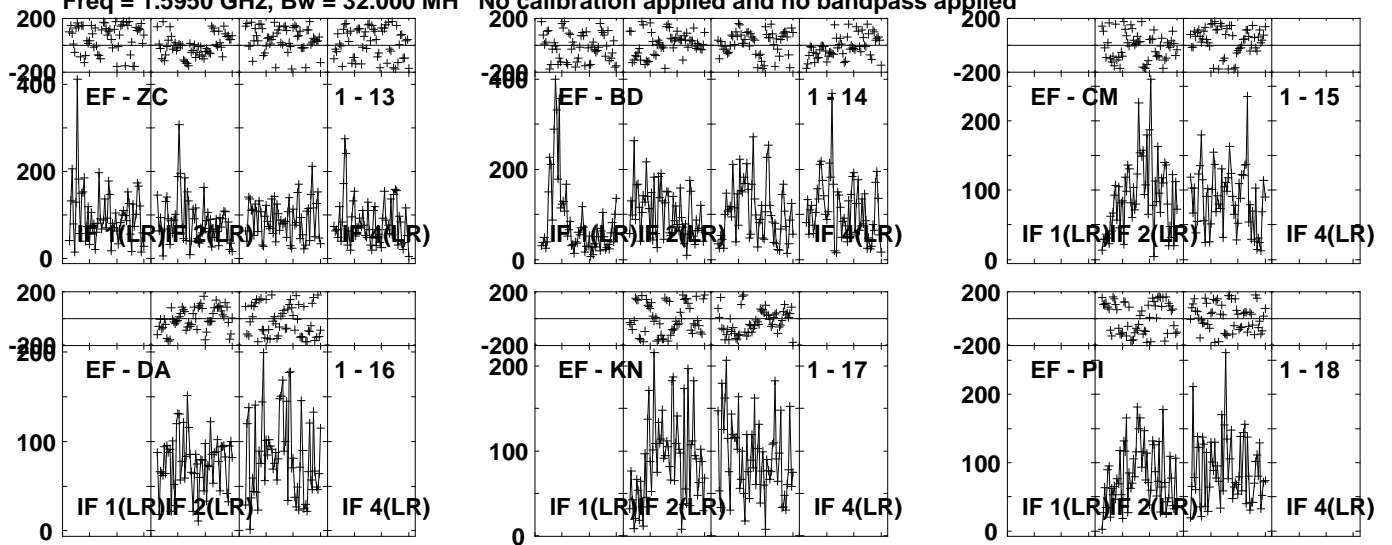 Freq = 1.5950 GHz, Bw = 32.000 MH No calibration applied and no bandpass applied
200
-200
400
200
0
EF - ZC 1 - 13
IF 1(LR) IF 2(LR) IF 4(LR)
200
-200
400
200
0
EF - BD 1 - 14
IF 1(LR) IF 2(LR) IF 4(LR)
200
-200
200
100
0
EF - CM 1 - 15
IF 1(LR) IF 2(LR) IF 4(LR)
200
-200
200
100
0
EF - DA 1 - 16
IF 1(LR) IF 2(LR) IF 4(LR)
200
-200
200
100
0
EF - KN 1 - 17
IF 1(LR) IF 2(LR) IF 4(LR)
200
-200
200
100
0
EF - PI 1 - 18
IF 1(LR) IF 2(LR) IF 4(LR)